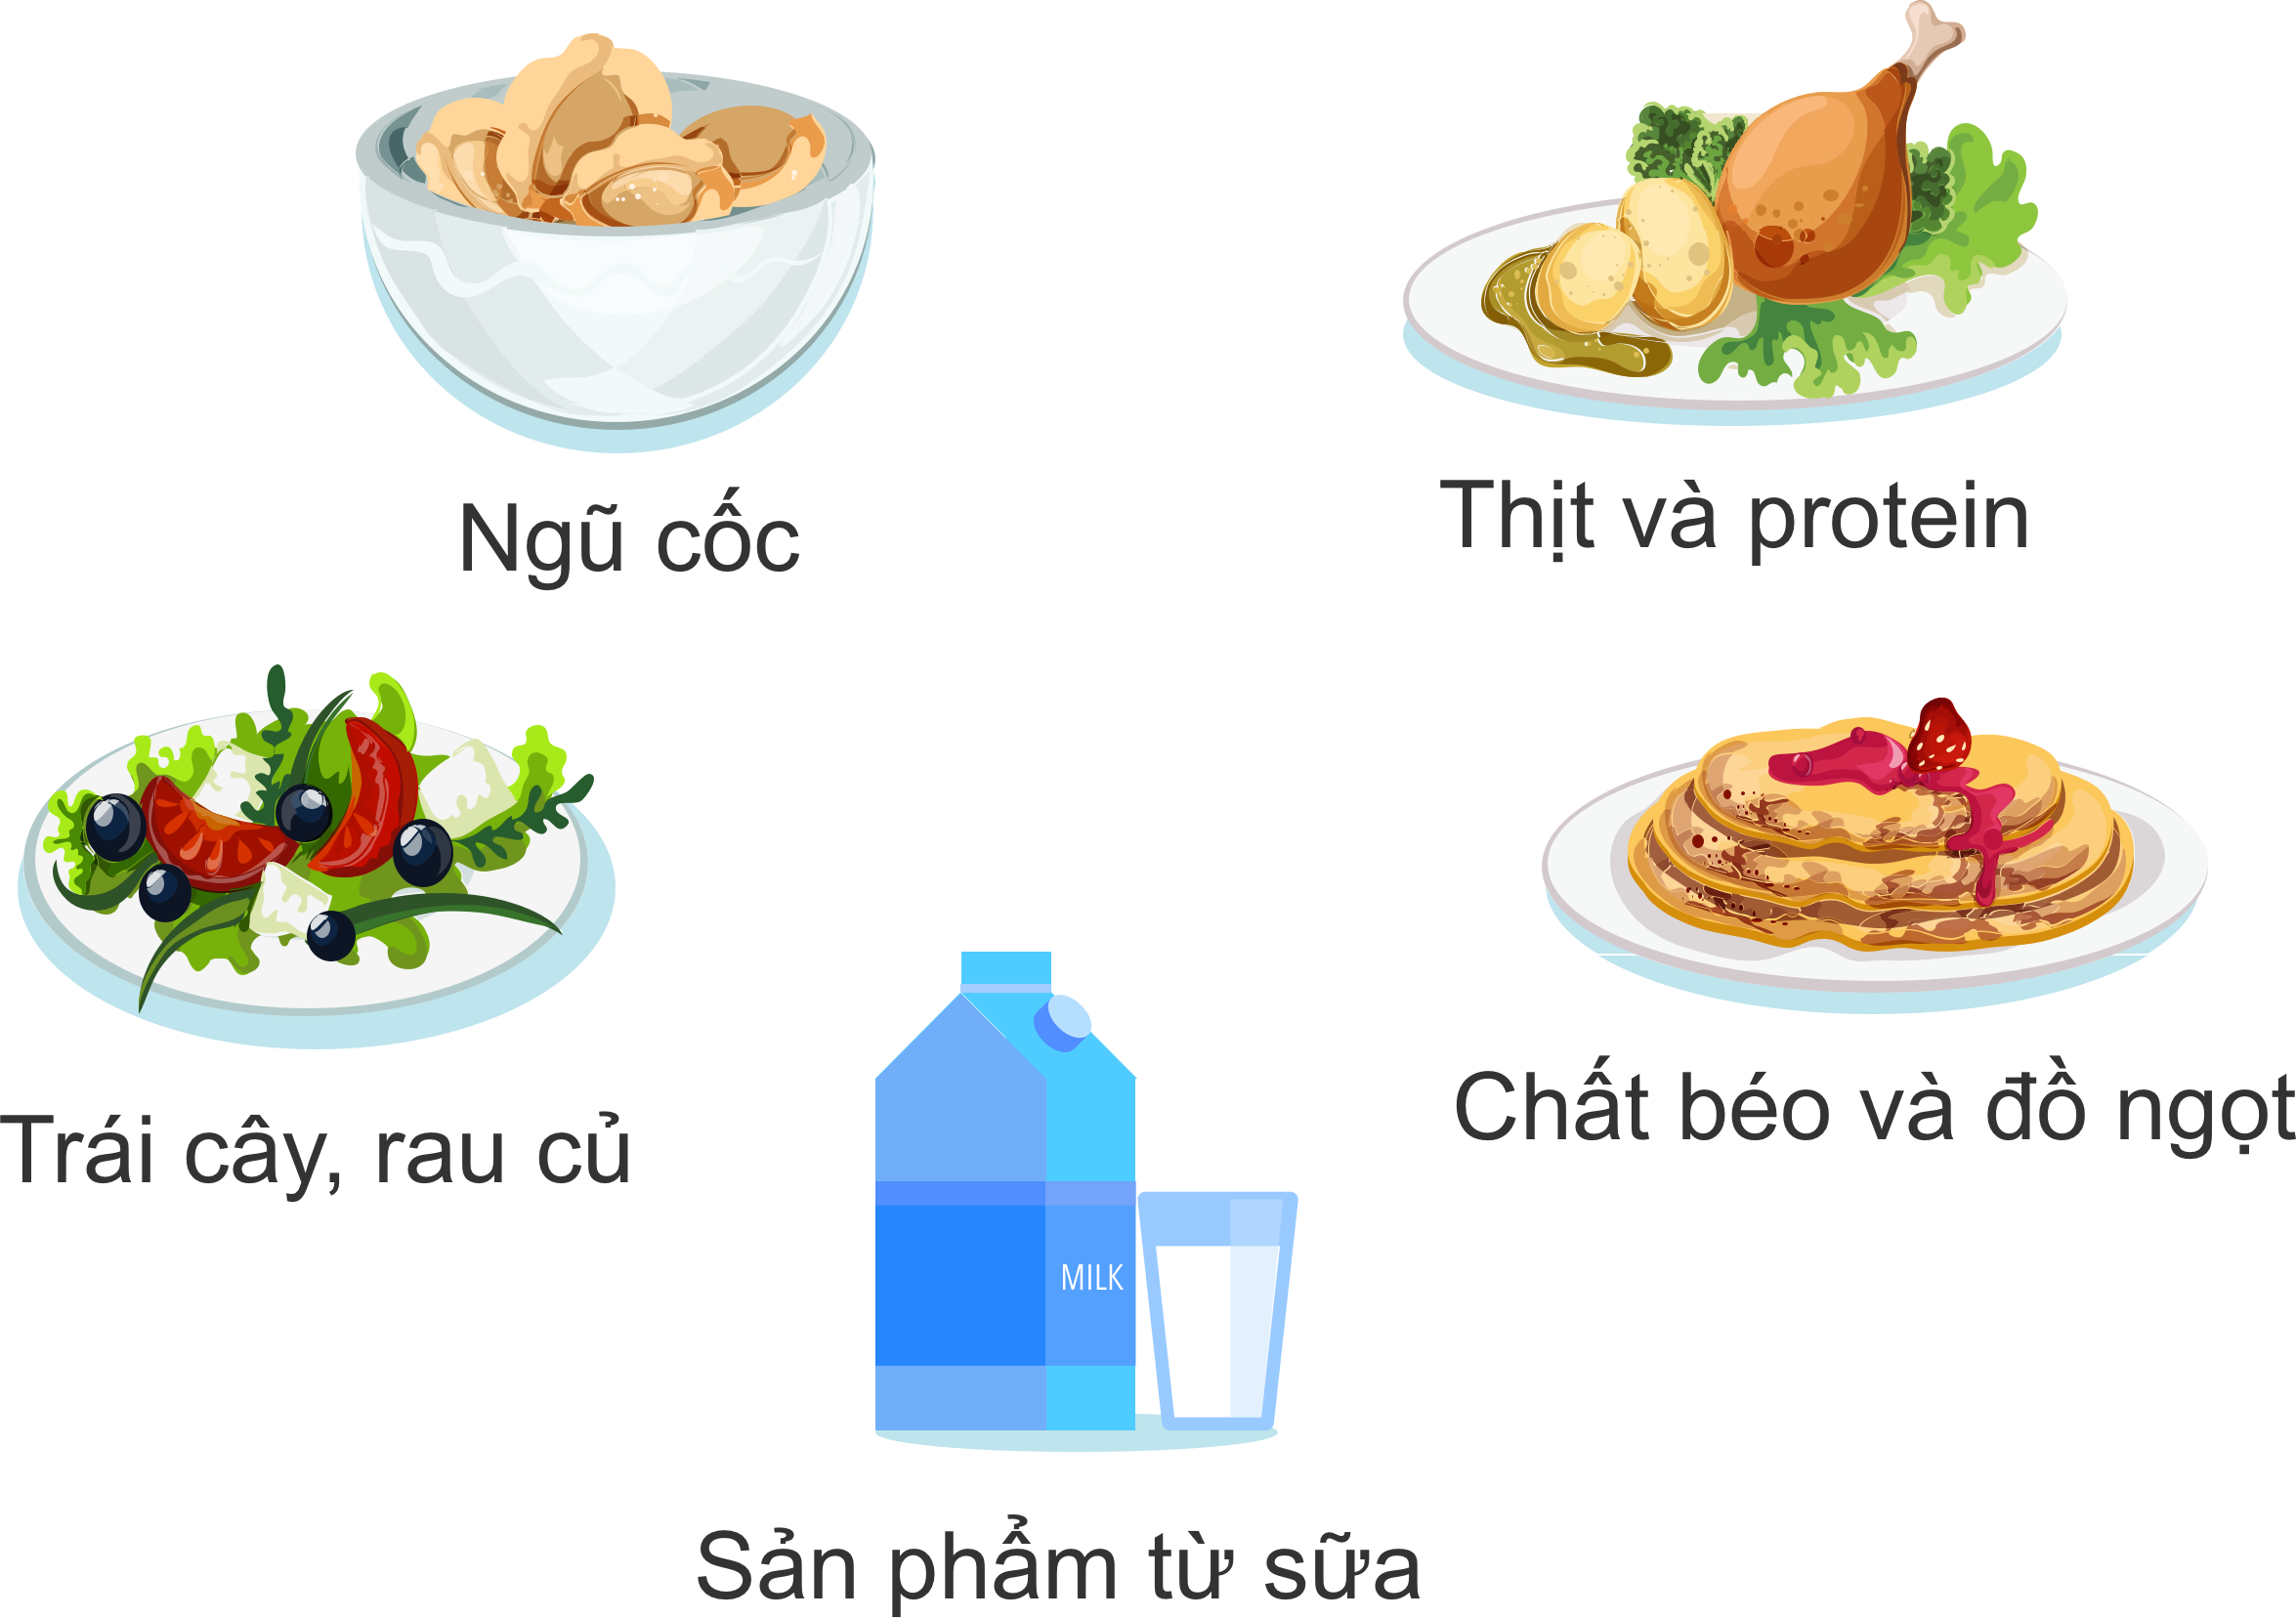 Ngũ cốc
Thịt và protein
Trái cây, rau củ
Chất béo và đồ ngọt
MILK
Sản phẩm từ sữa